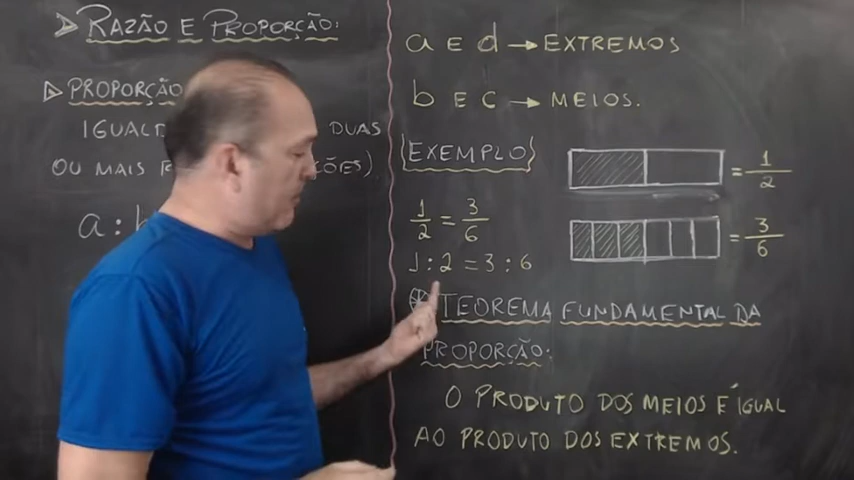 RAZÃO E PROPORÇÃO:
PROPORÇÃO
DUAS
OU MAIS
a :
a E d → EXTREMOS
b E c → MEIOS.
EXEMPLO
1/2 = 3/6
1 : 2 = 3 : 6
= 1/2
= 3/6
TEOREMA FUNDAMENTAL DA
PROPORÇÃO:
O PRODUTO DOS MEIOS É IGUAL
AO PRODUTO DOS EXTREMOS.